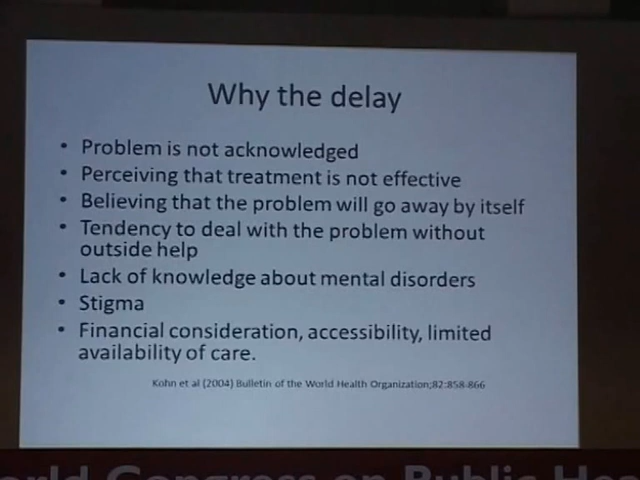 Why the delay
• Problem is not acknowledged
• Perceiving that treatment is not effective
• Believing that the problem will go away by itself
• Tendency to deal with the problem without
outside help
• Lack of knowledge about mental disorders
• Stigma
• Financial consideration, accessibility, limited
availability of care.
Kohn et al (2004) Bulletin of the World Health Organization;82:858-866
Congress on Public